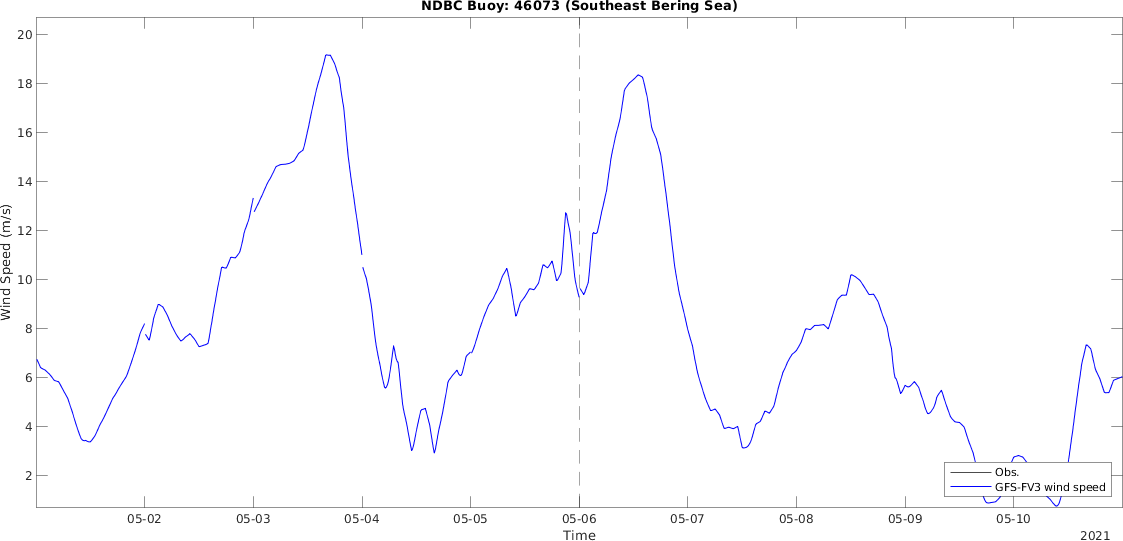 NDBC Buoy: 46073 (Southeast Bering Sea)
20
18
16
14
12
10
8
6
4
2
Wind Speed (m/s)
Obs.
GFS-FV3 wind speed
05-02 05-03 05-04 05-05 05-06 05-07 05-08 05-09 05-10
Time
2021